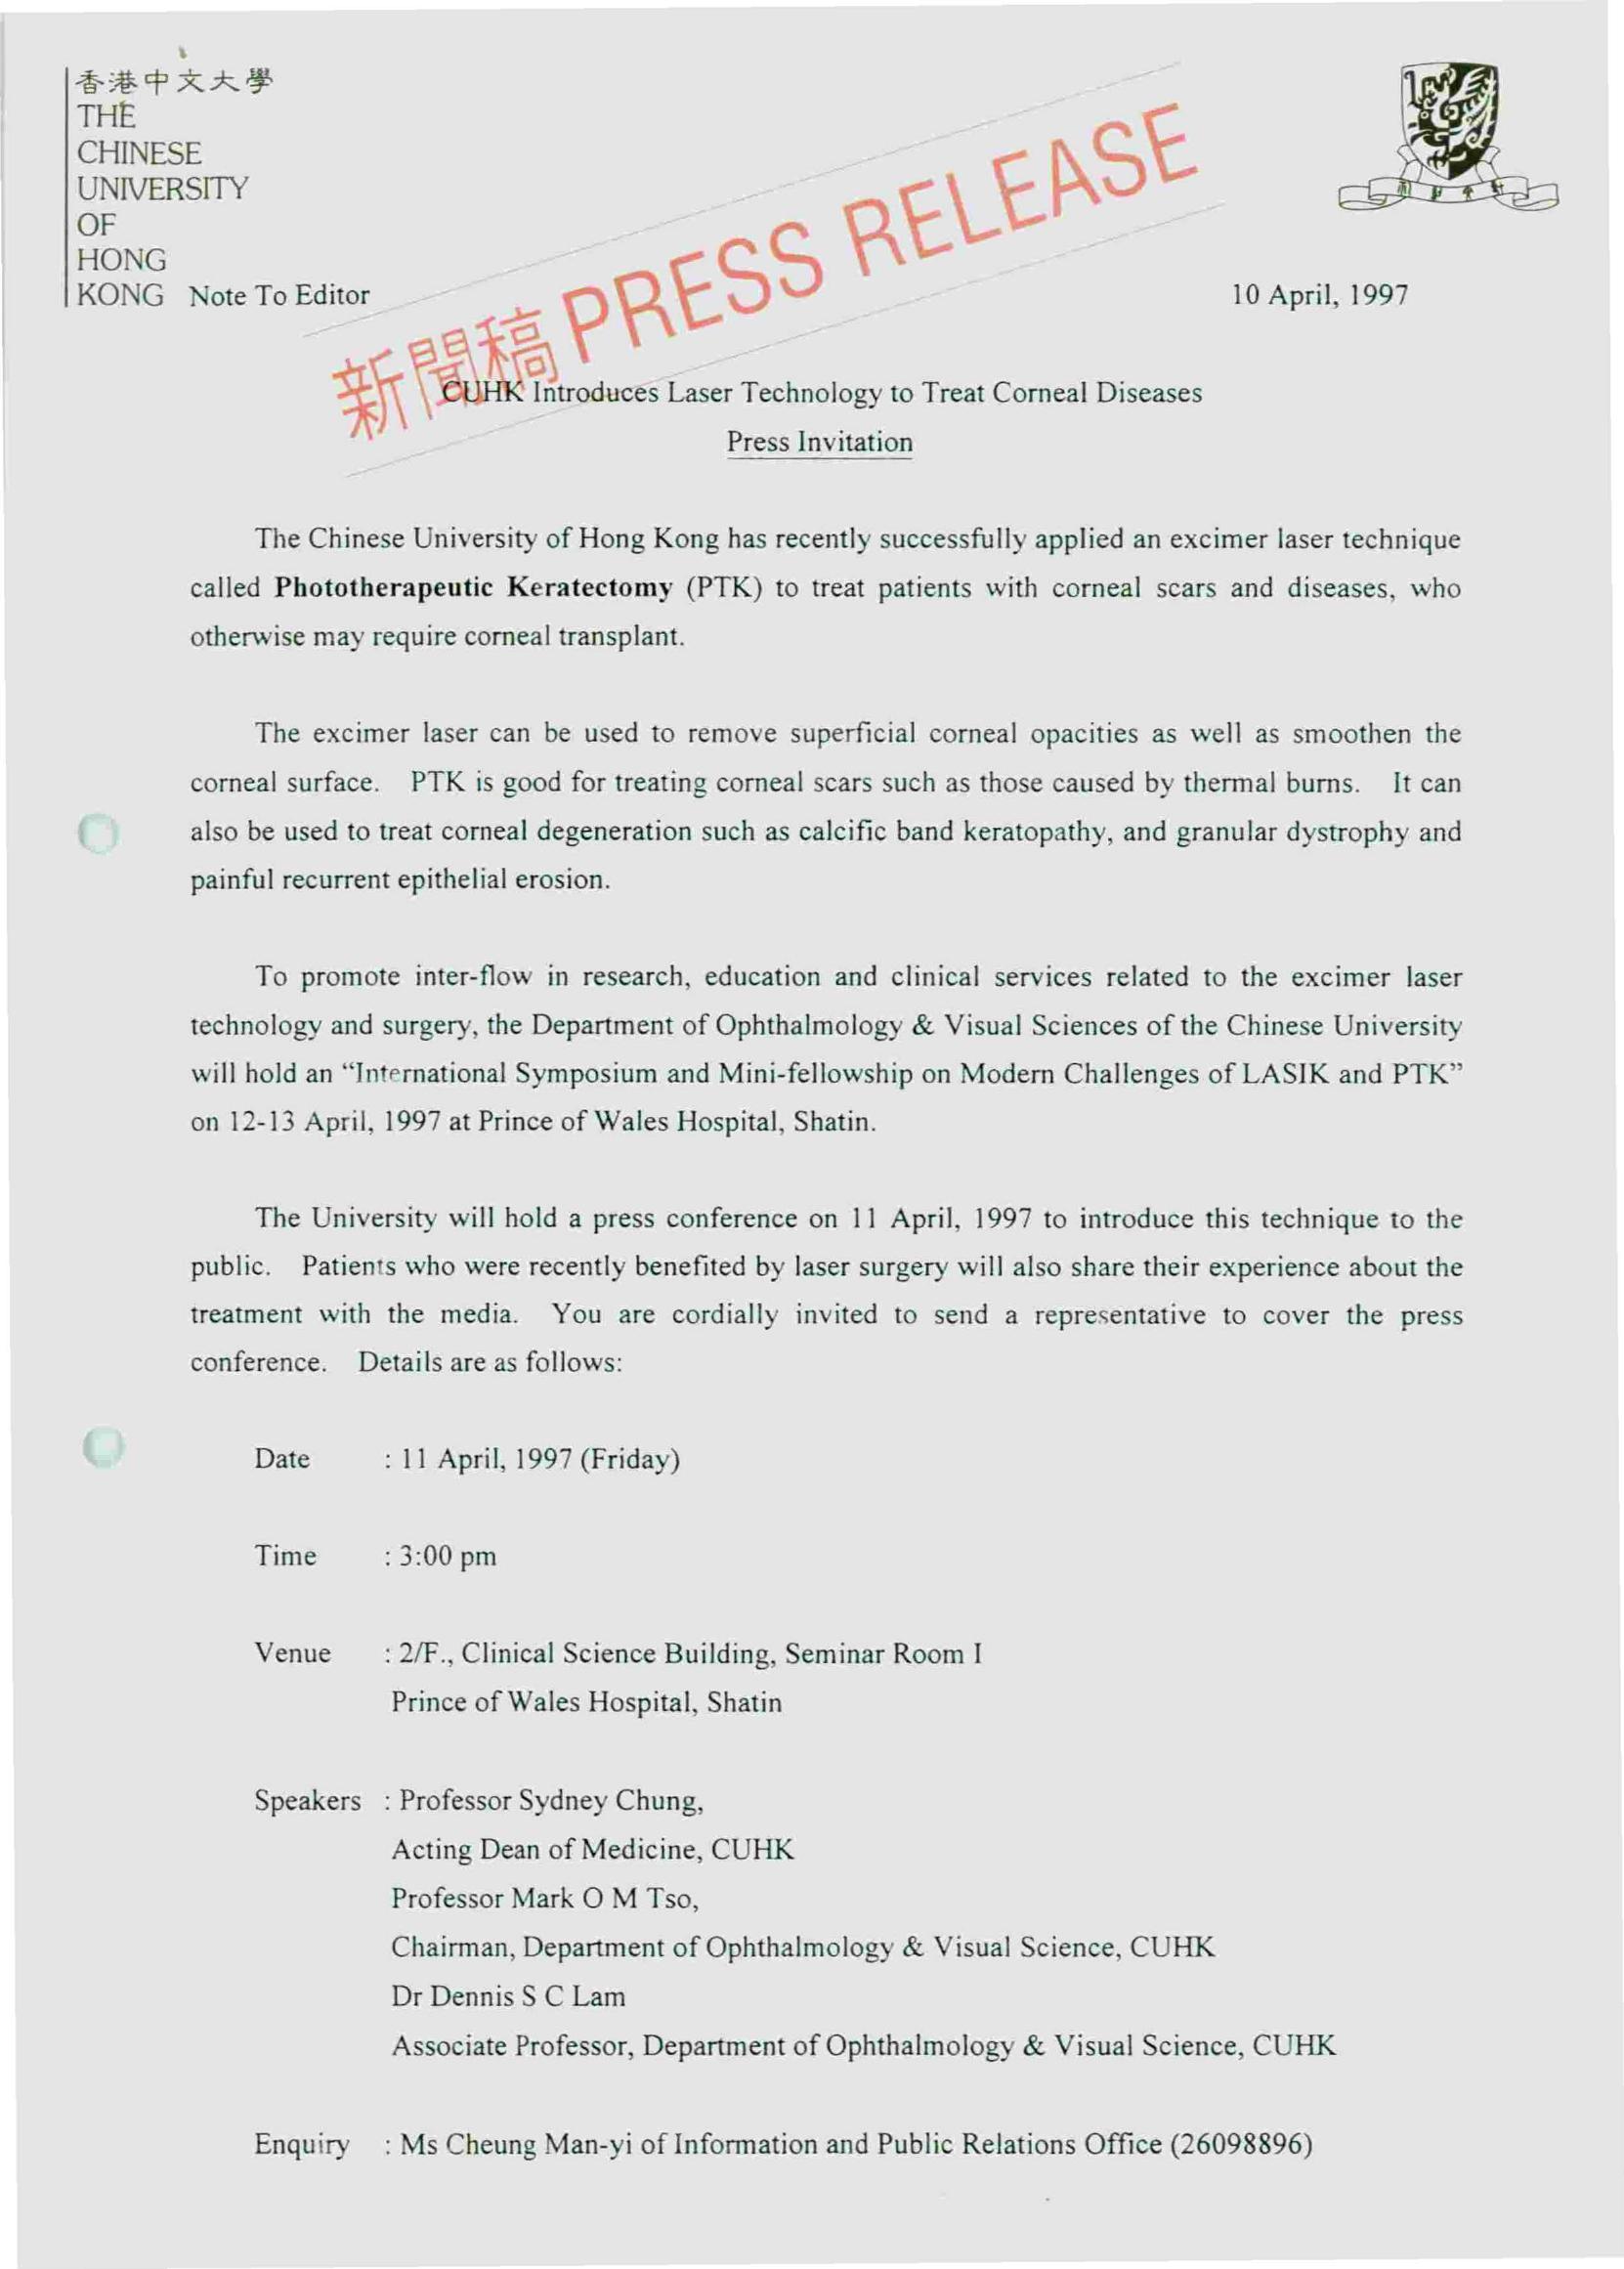 香港中文大學
THE
CHINESE
UNIVERSITY
OF
HONG
KONG
Note To Editor
10 April, 1997
新聞稿 PRESS RELEASE
CUHK Introduces Laser Technology to Treat Corneal Diseases
Press Invitation
The Chinese University of Hong Kong has recently successfully applied an excimer laser technique
called Phototherapeutic Keratectomy (PTK) to treat patients with corneal scars and diseases, who
otherwise may require corneal transplant.
The excimer laser can be used to remove superficial corneal opacities as well as smoothen the
corneal surface. PTK is good for treating corneal scars such as those caused by thermal burns. It can
also be used to treat corneal degeneration such as calcific band keratopathy, and granular dystrophy and
painful recurrent epithelial erosion.
To promote inter-flow in research, education and clinical services related to the excimer laser
technology and surgery, the Department of Ophthalmology & Visual Sciences of the Chinese University
will hold an “International Symposium and Mini-fellowship on Modern Challenges of LASIK and PTK”
on 12-13 April, 1997 at Prince of Wales Hospital, Shatin.
The University will hold a press conference on 11 April, 1997 to introduce this technique to the
public. Patients who were recently benefited by laser surgery will also share their experience about the
treatment with the media. You are cordially invited to send a representative to cover the press
conference. Details are as follows:
Date : 11 April, 1997 (Friday)
Time : 3:00 pm
Venue : 2/F., Clinical Science Building, Seminar Room I
Prince of Wales Hospital, Shatin
Speakers : Professor Sydney Chung,
Acting Dean of Medicine, CUHK
Professor Mark O M Tso,
Chairman, Department of Ophthalmology & Visual Science, CUHK
Dr Dennis S C Lam
Associate Professor, Department of Ophthalmology & Visual Science, CUHK
Enquiry : Ms Cheung Man-yi of Information and Public Relations Office (26098896)